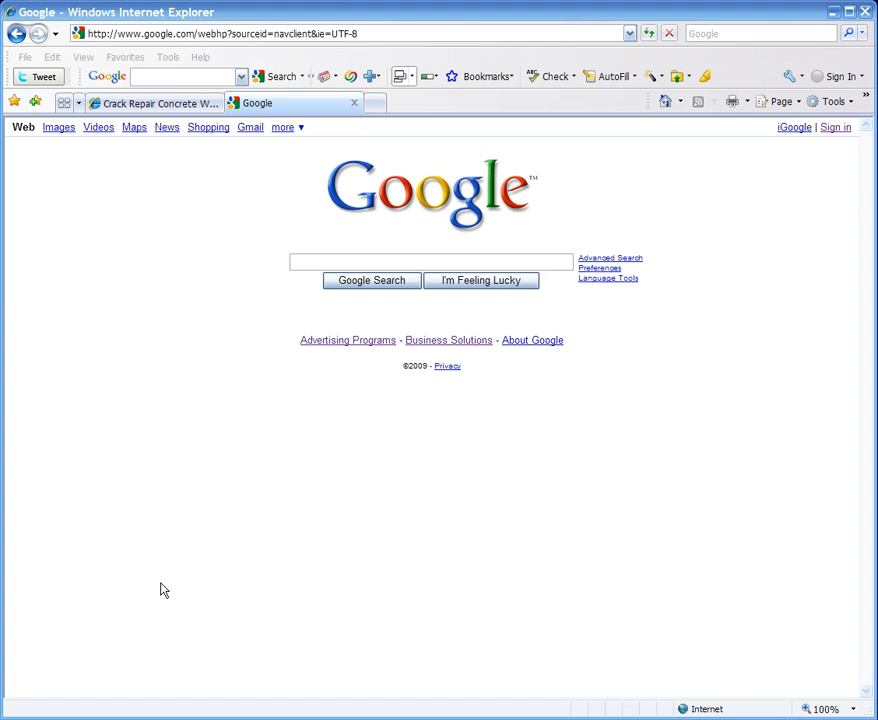 Google - Windows Internet Explorer
http://www.google.com/webhp?sourceid=navclient&ie=UTF-8
Google
File Edit View Favorites Tools Help
Tweet Google Search ABC Check AutoFill Bookmarks Sign In
Crack Repair Concrete W... Google Page Tools »
Web Images Videos Maps News Shopping Gmail more ▼ iGoogle | Sign in
Google™
Advanced Search
Preferences
Language Tools
Google Search I'm Feeling Lucky
Advertising Programs - Business Solutions - About Google
©2009 - Privacy
Internet 100%